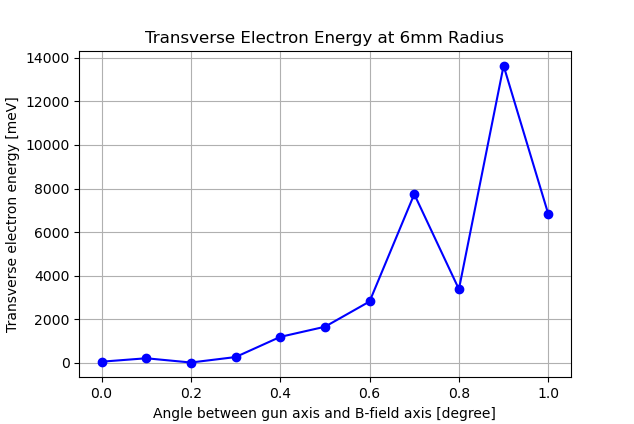 Transverse Electron Energy at 6mm Radius
Transverse electron energy [meV]
14000
12000
10000
8000
6000
4000
2000
0
0.0 0.2 0.4 0.6 0.8 1.0
Angle between gun axis and B-field axis [degree]